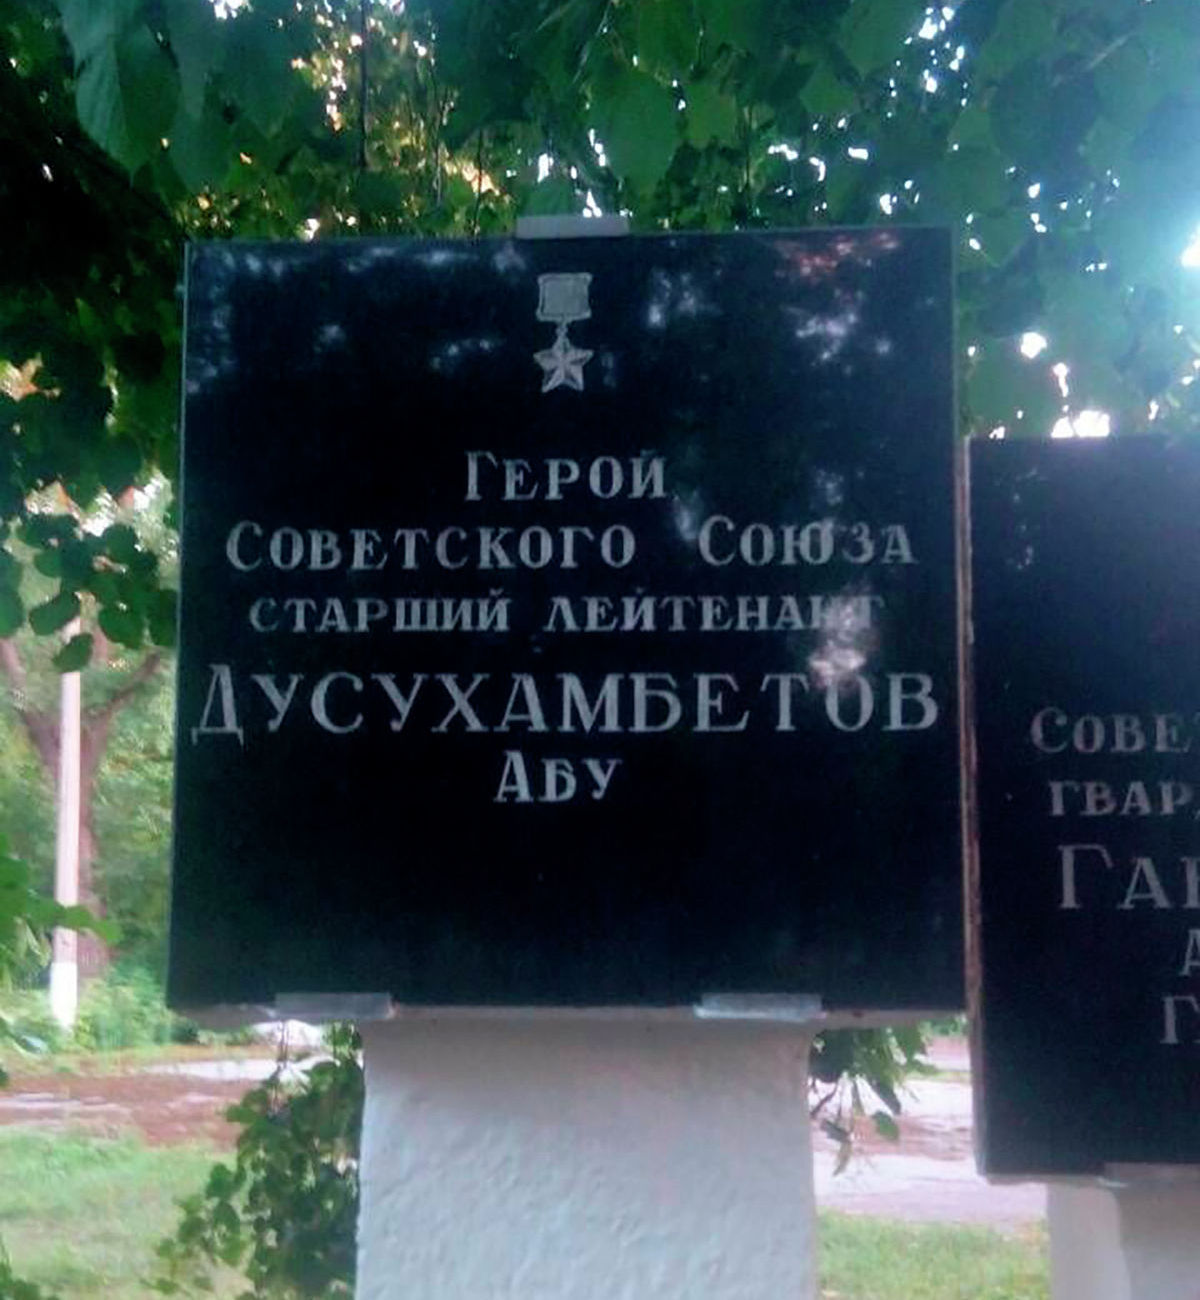 Герой
Советского Союза
старший лейтенант
Дусухамбетов
Абу